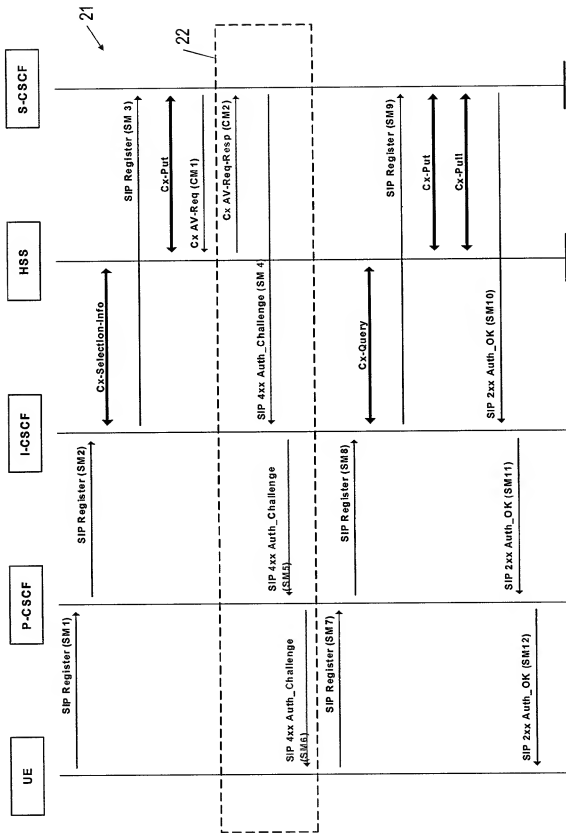 21
22
UE
P-CSCF
I-CSCF
HSS
S-CSCF
SIP Register (SM1)
SIP Register (SM2)
Cx-Selection-Info
SIP Register (SM 3)
Cx-Put
Cx AV-Req (CM1)
Cx AV-Req-Resp (CM2)
SIP 4xx Auth_Challenge (SM 4)
SIP 4xx Auth_Challenge
(SM5)
SIP 4xx Auth_Challenge
(SM6)
SIP Register (SM7)
SIP Register (SM8)
Cx-Query
SIP Register (SM9)
Cx-Put
Cx-Pull
SIP 2xx Auth_OK (SM10)
SIP 2xx Auth_OK (SM11)
SIP 2xx Auth_OK (SM12)